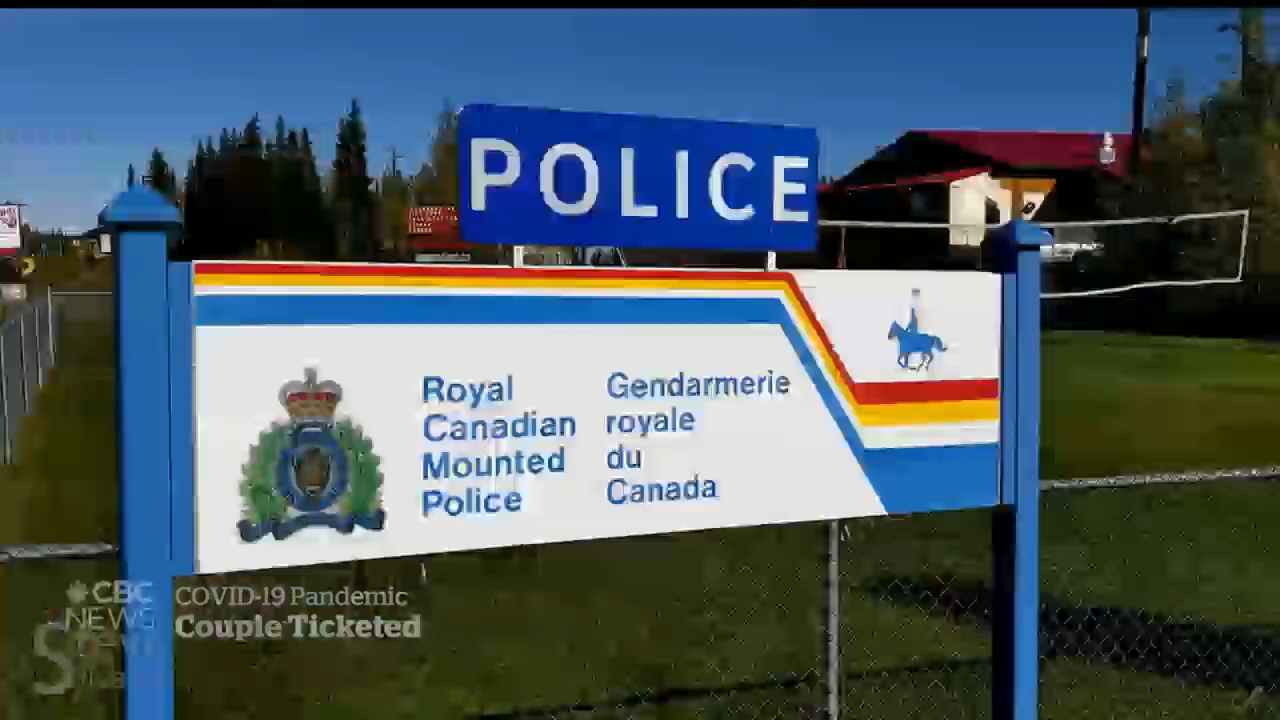 POLICE
Royal
Canadian
Mounted
Police
Gendarmerie
royale
du
Canada
CBC
NEWS
COVID-19 Pandemic
Couple Ticketed